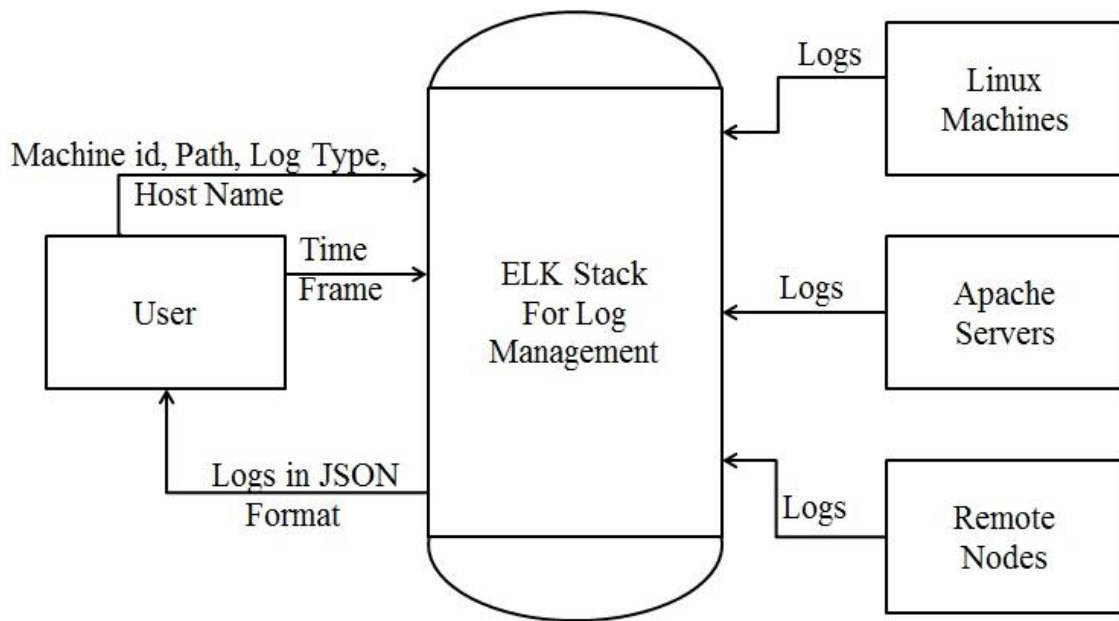 Machine id, Path, Log Type,
Host Name
Time
Frame
User
Logs in JSON
Format
ELK Stack
For Log
Management
Logs
Linux
Machines
Logs
Apache
Servers
Logs
Remote
Nodes